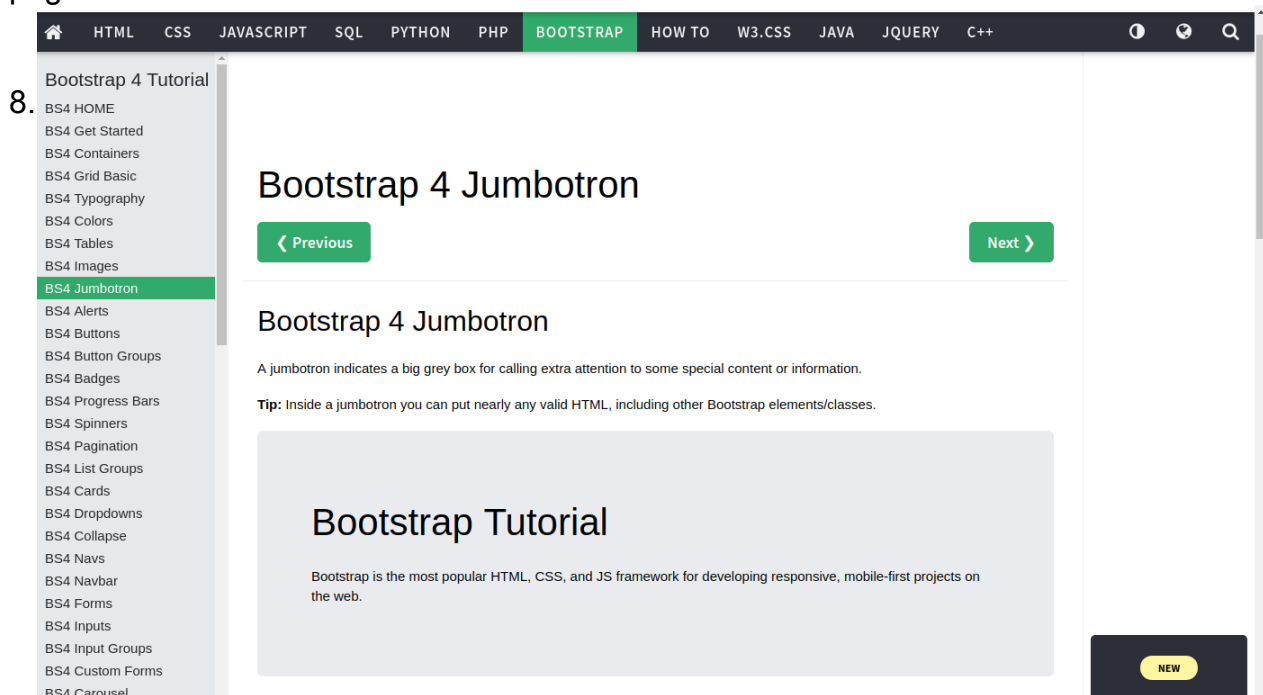 HTML CSS JAVASCRIPT SQL PYTHON PHP BOOTSTRAP HOW TO W3.CSS JAVA JQUERY C++
8.
Bootstrap 4 Tutorial
BS4 HOME
BS4 Get Started
BS4 Containers
BS4 Grid Basic
BS4 Typography
BS4 Colors
BS4 Tables
BS4 Images
BS4 Jumbotron
BS4 Alerts
BS4 Buttons
BS4 Button Groups
BS4 Badges
BS4 Progress Bars
BS4 Spinners
BS4 Pagination
BS4 List Groups
BS4 Cards
BS4 Dropdowns
BS4 Collapse
BS4 Navs
BS4 Navbar
BS4 Forms
BS4 Inputs
BS4 Input Groups
BS4 Custom Forms
BS4 Carousel
Bootstrap 4 Jumbotron
❮ Previous
Next ❯
Bootstrap 4 Jumbotron
A jumbotron indicates a big grey box for calling extra attention to some special content or information.
Tip: Inside a jumbotron you can put nearly any valid HTML, including other Bootstrap elements/classes.
Bootstrap Tutorial
Bootstrap is the most popular HTML, CSS, and JS framework for developing responsive, mobile-first projects on
the web.
NEW